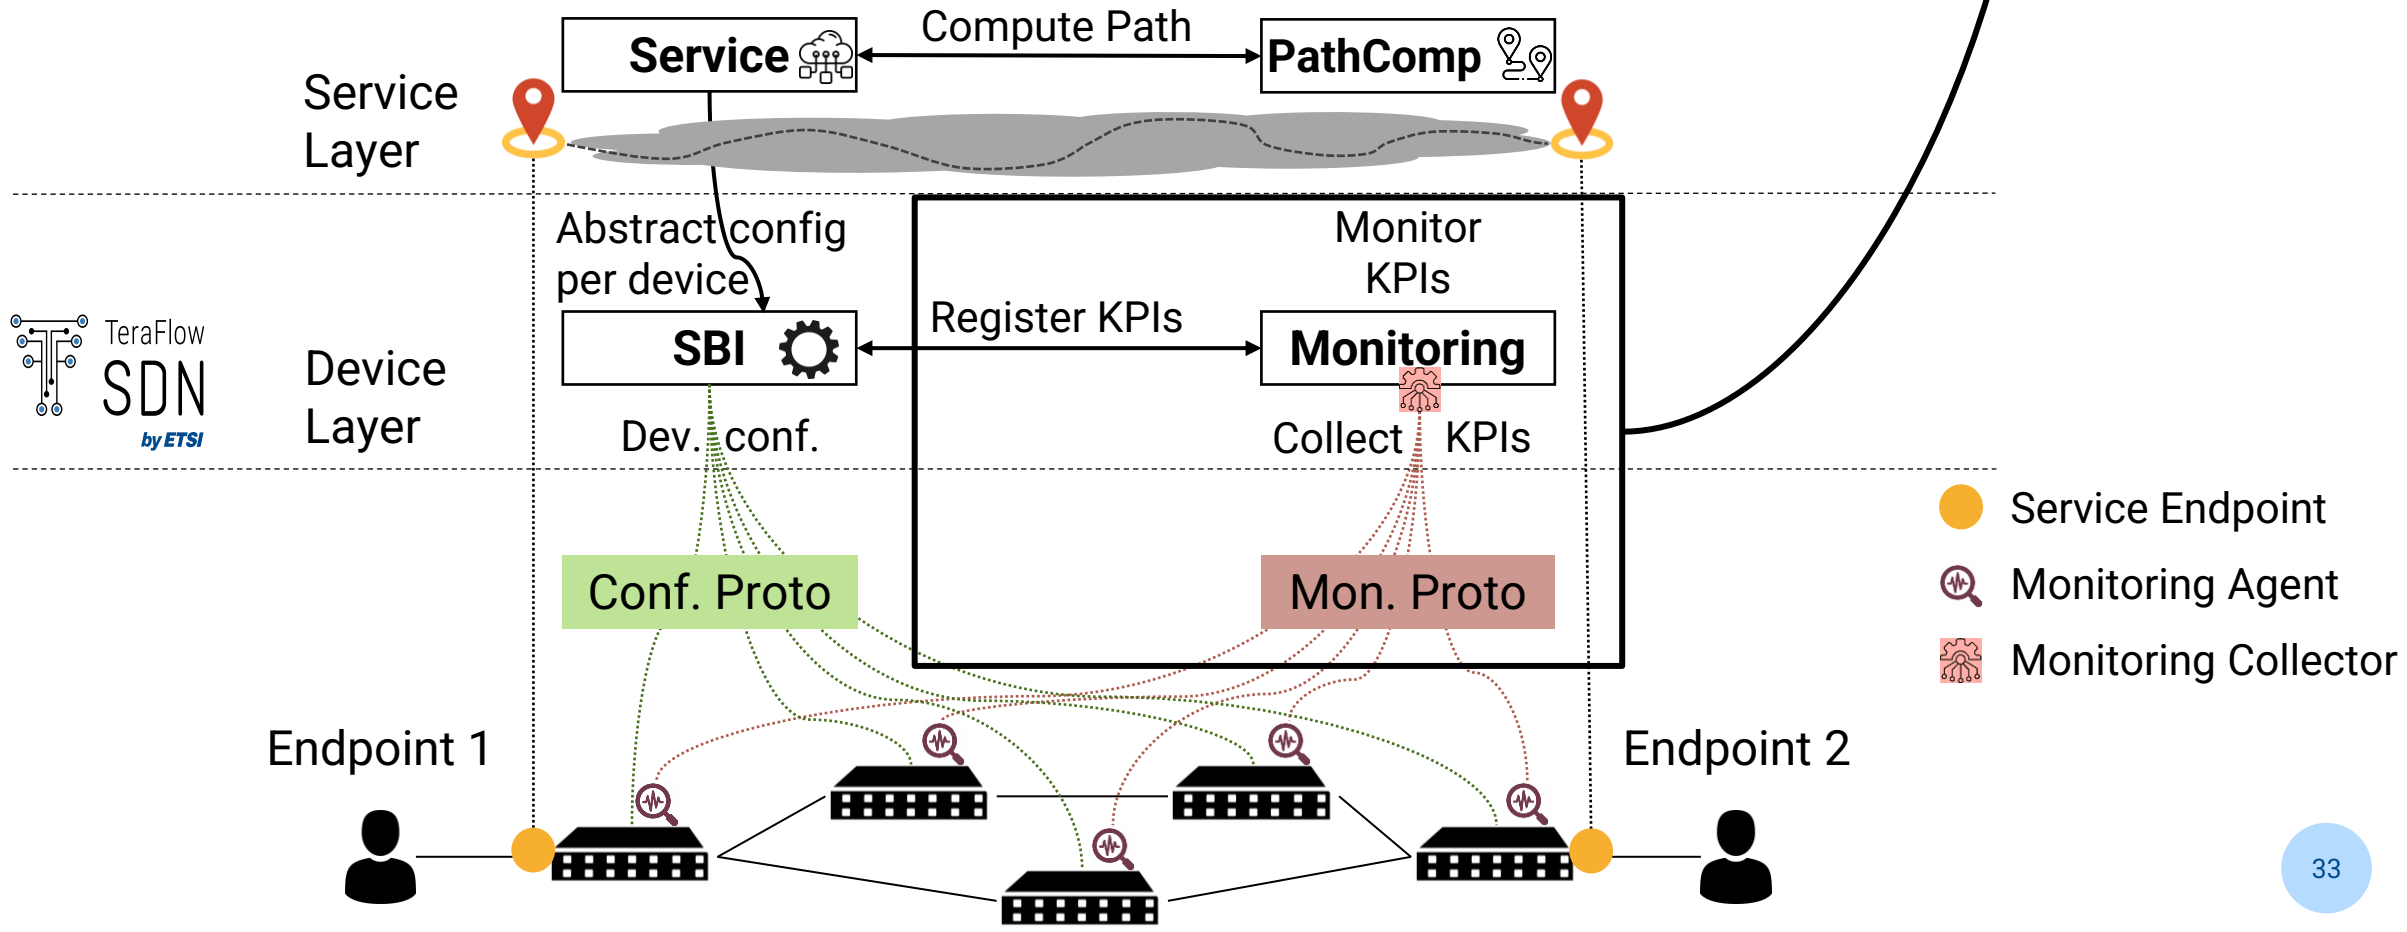 Compute Path
Service
PathComp
Service
Layer
Abstract config
per device
Monitor
KPIs
TeraFlow
SDN
by ETSI
Device
Layer
SBI
Register KPIs
Monitoring
Dev. conf.
Collect KPIs
Service Endpoint
Monitoring Agent
Monitoring Collector
Conf. Proto
Mon. Proto
Endpoint 1
Endpoint 2
33